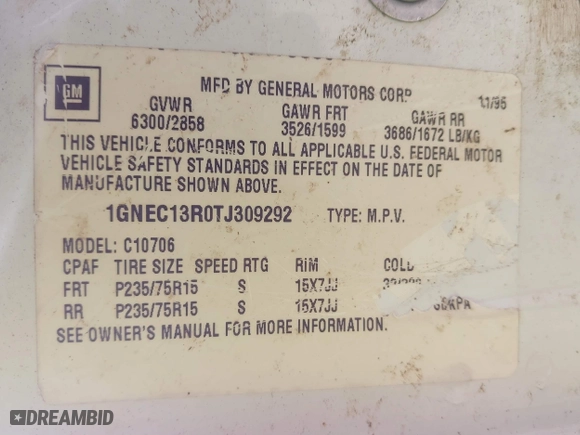 GM
MFD BY GENERAL MOTORS CORP 11/95
GVWR GAWR FRT GAWR RR
6300/2858 3526/1599 3686/1672 LB/KG
THIS VEHICLE CONFORMS TO ALL APPLICABLE U.S. FEDERAL MOTOR
VEHICLE SAFETY STANDARDS IN EFFECT ON THE DATE OF
MANUFACTURE SHOWN ABOVE.
1GNEC13R0TJ309292 TYPE: M.P.V.
MODEL: C10706
CPAF TIRE SIZE SPEED RTG RIM COLD
FRT P235/75R15 S 15X7JJ
RR P235/75R15 S 15X7JJ
SEE OWNER'S MANUAL FOR MORE INFORMATION.
DREAMBID